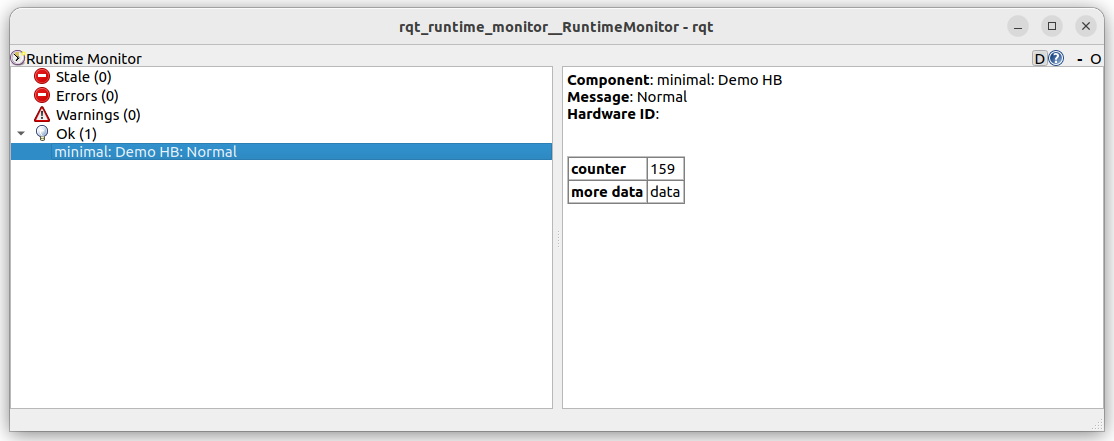 rqt_runtime_monitor__RuntimeMonitor - rqt
Runtime Monitor
D ? - O
Stale (0)
Errors (0)
Warnings (0)
Ok (1)
minimal: Demo HB: Normal
Component: minimal: Demo HB
Message: Normal
Hardware ID:
counter 159
more data data